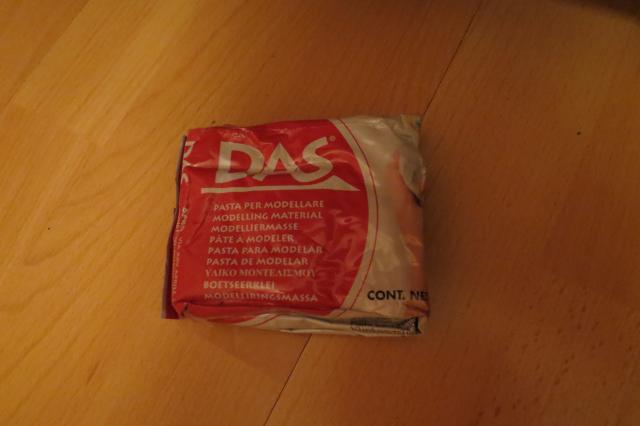 DAS®
PASTA PER MODELLARE
MODELLING MATERIAL
MODELLIERMASSE
PÂTE A MODELER
PASTA PARA MODELAR
PASTA DE MODELAR
ΥΛΙΚΟ ΜΟΝΤΕΛΙΣΜΟΥ
BOETSEERKLEI
MODELLIRINGSMASSA
CONT. NE